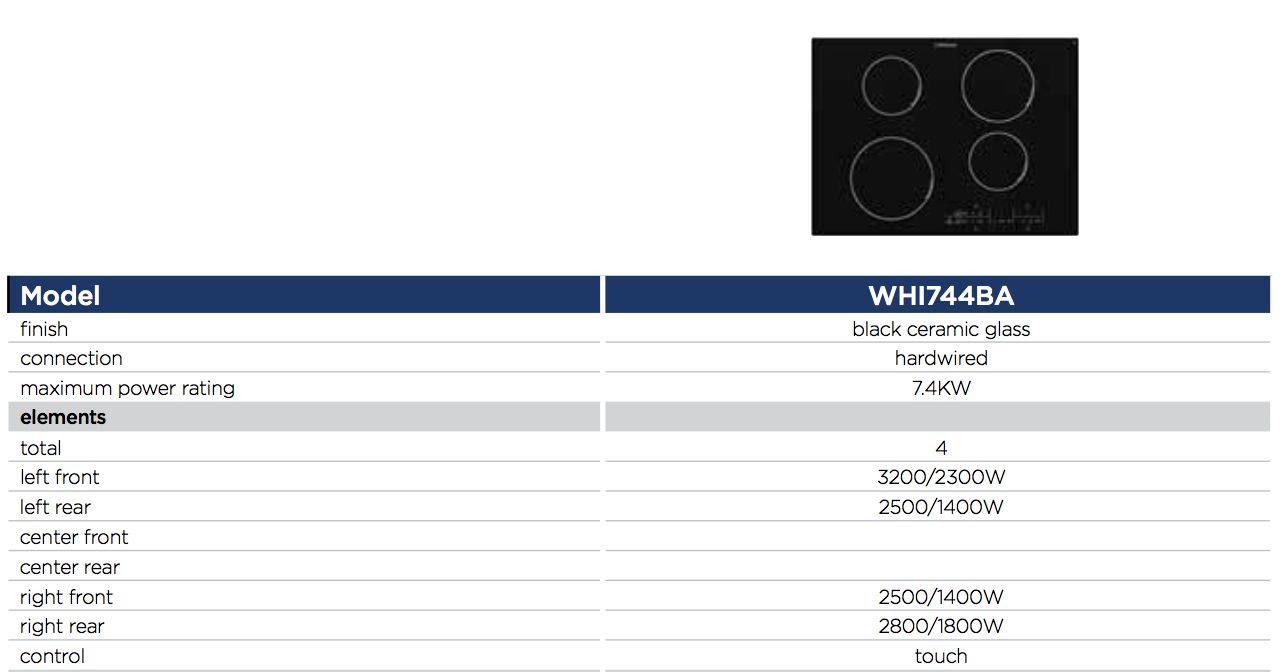 Model WHI744BA
finish black ceramic glass
connection hardwired
maximum power rating 7.4KW
elements
total 4
left front 3200/2300W
left rear 2500/1400W
center front
center rear
right front 2500/1400W
right rear 2800/1800W
control touch